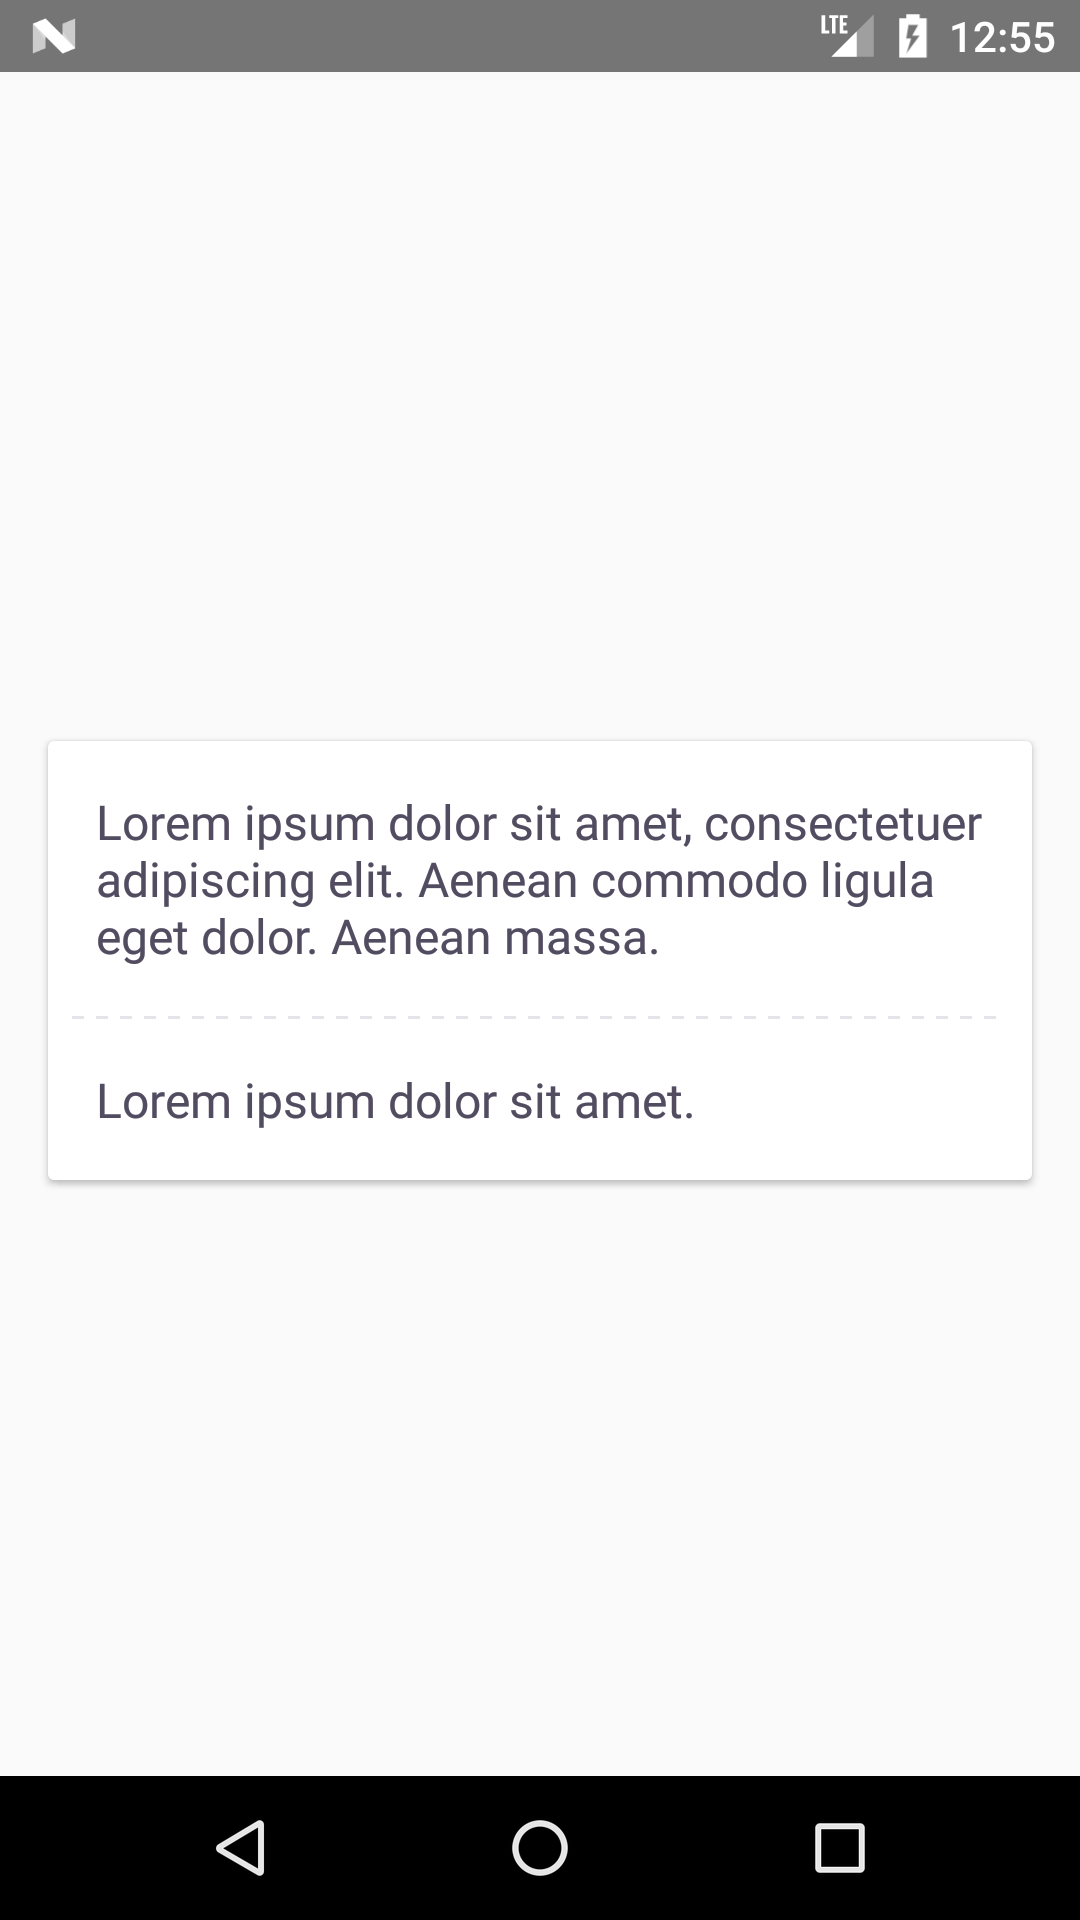 LTE 12:55
Lorem ipsum dolor sit amet, consectetuer
adipiscing elit. Aenean commodo ligula
eget dolor. Aenean massa.
Lorem ipsum dolor sit amet.